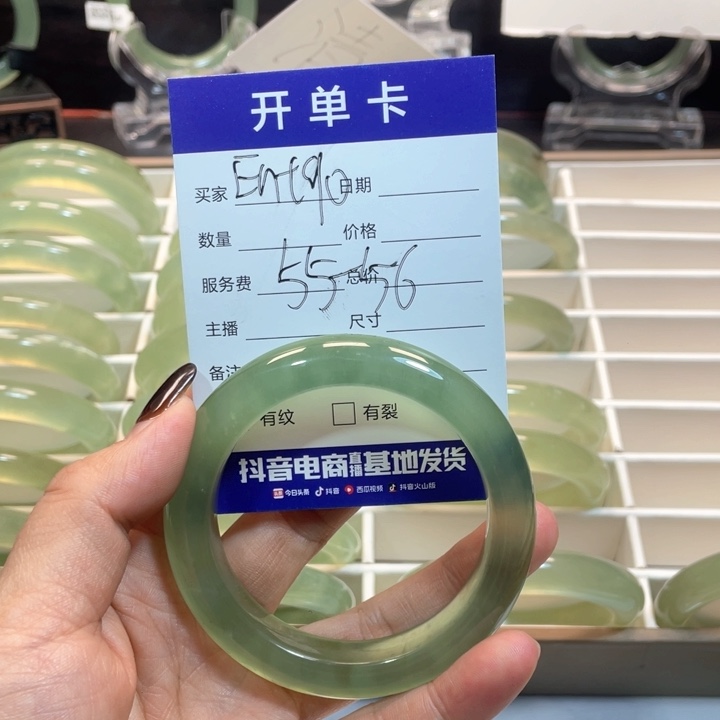 开单卡
买家 日期
数量 价格
服务费 55-56 总价
主播 尺寸
备注
有纹 □ 有裂
抖音电商直播基地发货
今日头条 抖音 西瓜视频 抖音火山版